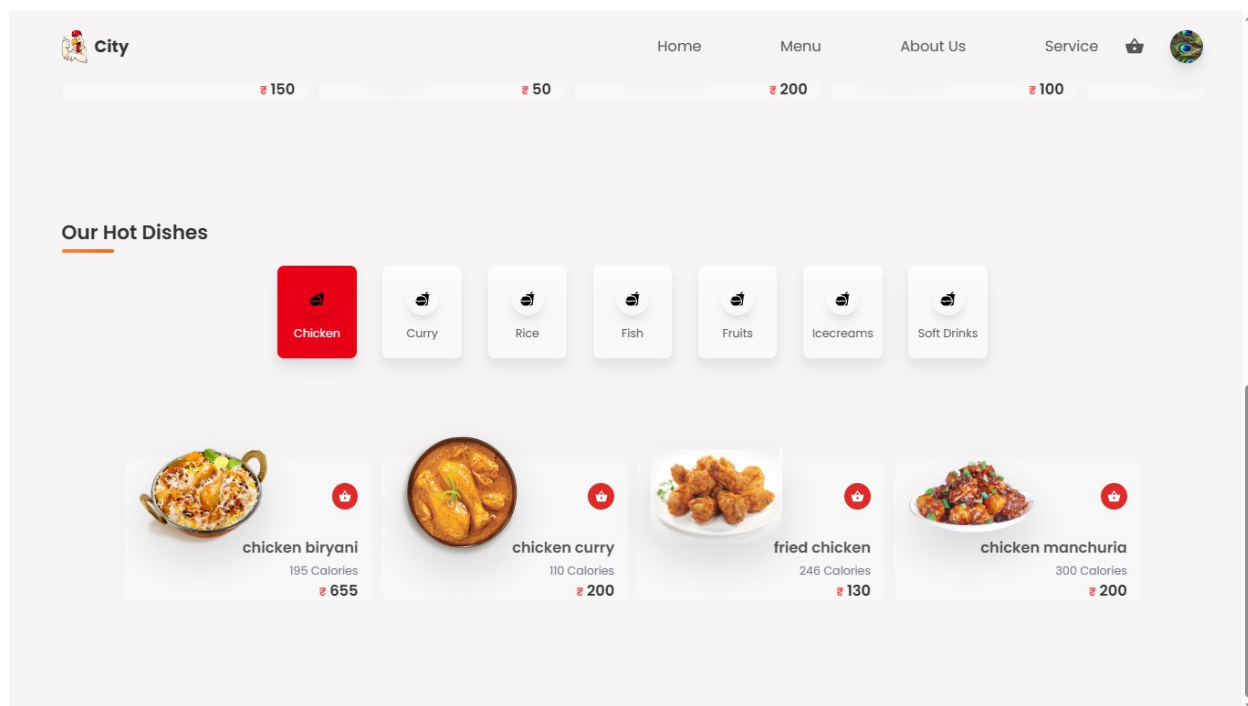 City
Home
Menu
About Us
Service
₹ 150
₹ 50
₹ 200
₹ 100
Our Hot Dishes
Chicken
Curry
Rice
Fish
Fruits
Icecreams
Soft Drinks
chicken biryani
195 Calories
₹ 655
chicken curry
110 Calories
₹ 200
fried chicken
246 Calories
₹ 130
chicken manchuria
300 Calories
₹ 200